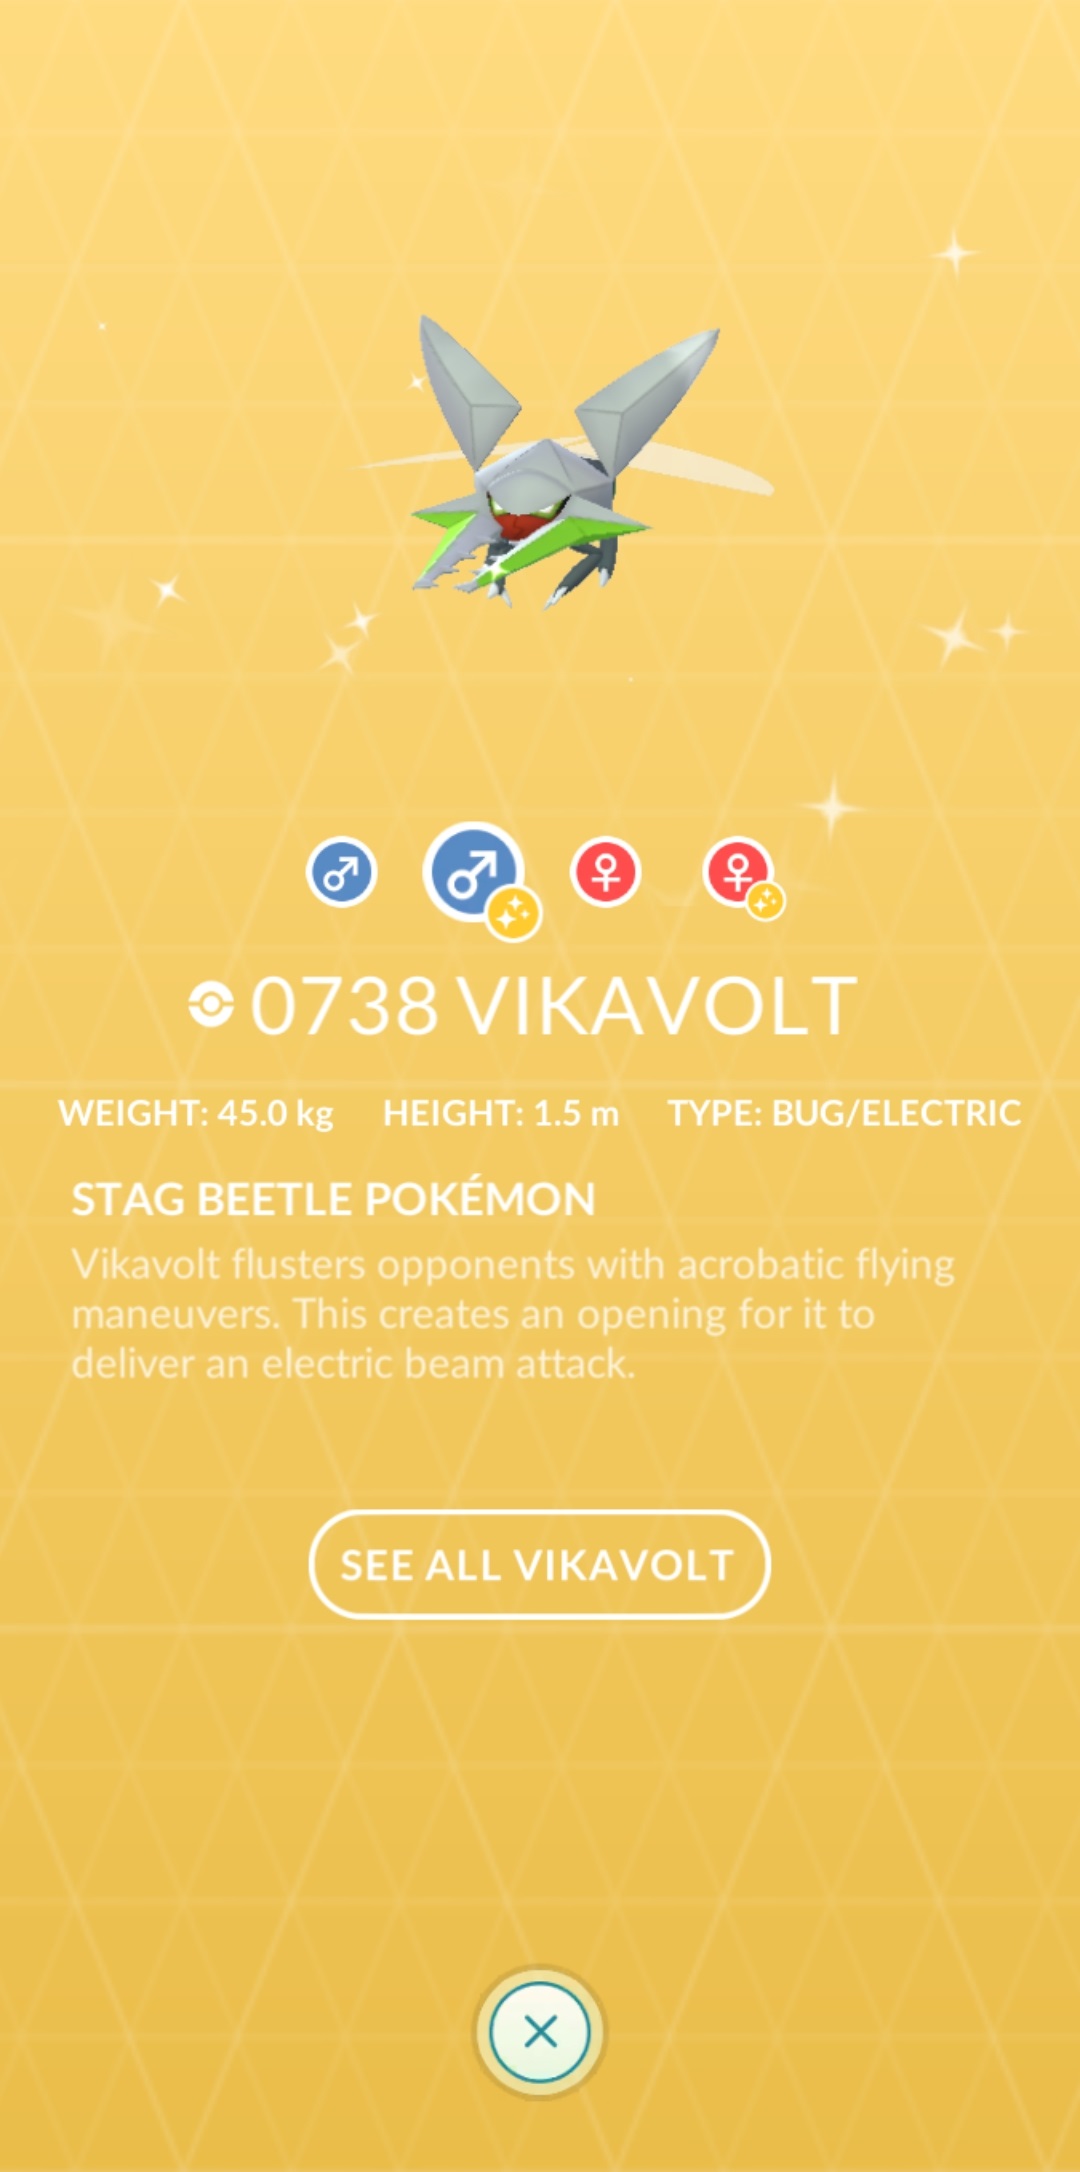 0738 VIKAVOLT
WEIGHT: 45.0 kg HEIGHT: 1.5 m TYPE: BUG/ELECTRIC
STAG BEETLE POKÉMON
Vikavolt flusters opponents with acrobatic flying
maneuvers. This creates an opening for it to
deliver an electric beam attack.
SEE ALL VIKAVOLT